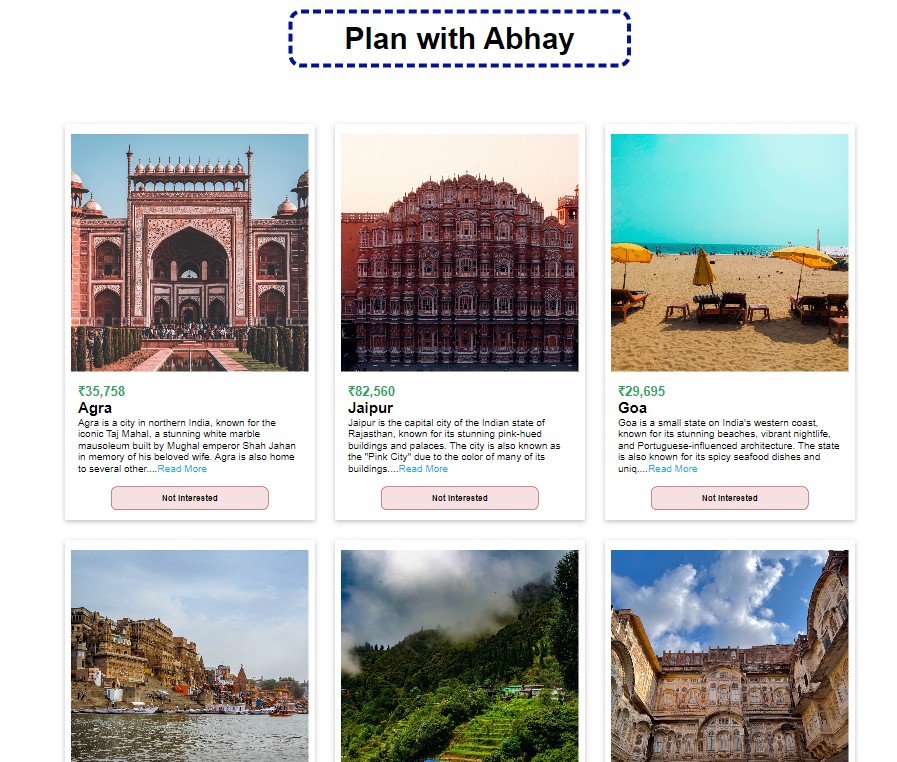 Plan with Abhay
₹35,758
Agra
Agra is a city in northern India, known for the
iconic Taj Mahal, a stunning white marble
mausoleum built by Mughal emperor Shah Jahan
in memory of his beloved wife. Agra is also home
to several other....Read More
Not Interested
₹82,560
Jaipur
Jaipur is the capital city of the Indian state of
Rajasthan, known for its stunning pink-hued
buildings and palaces. The city is also known as
the "Pink City" due to the color of many of its
buildings....Read More
Not Interested
₹29,695
Goa
Goa is a small state on India's western coast,
known for its stunning beaches, vibrant nightlife,
and Portuguese-influenced architecture. The state
is also known for its spicy seafood dishes and
uniq....Read More
Not Interested